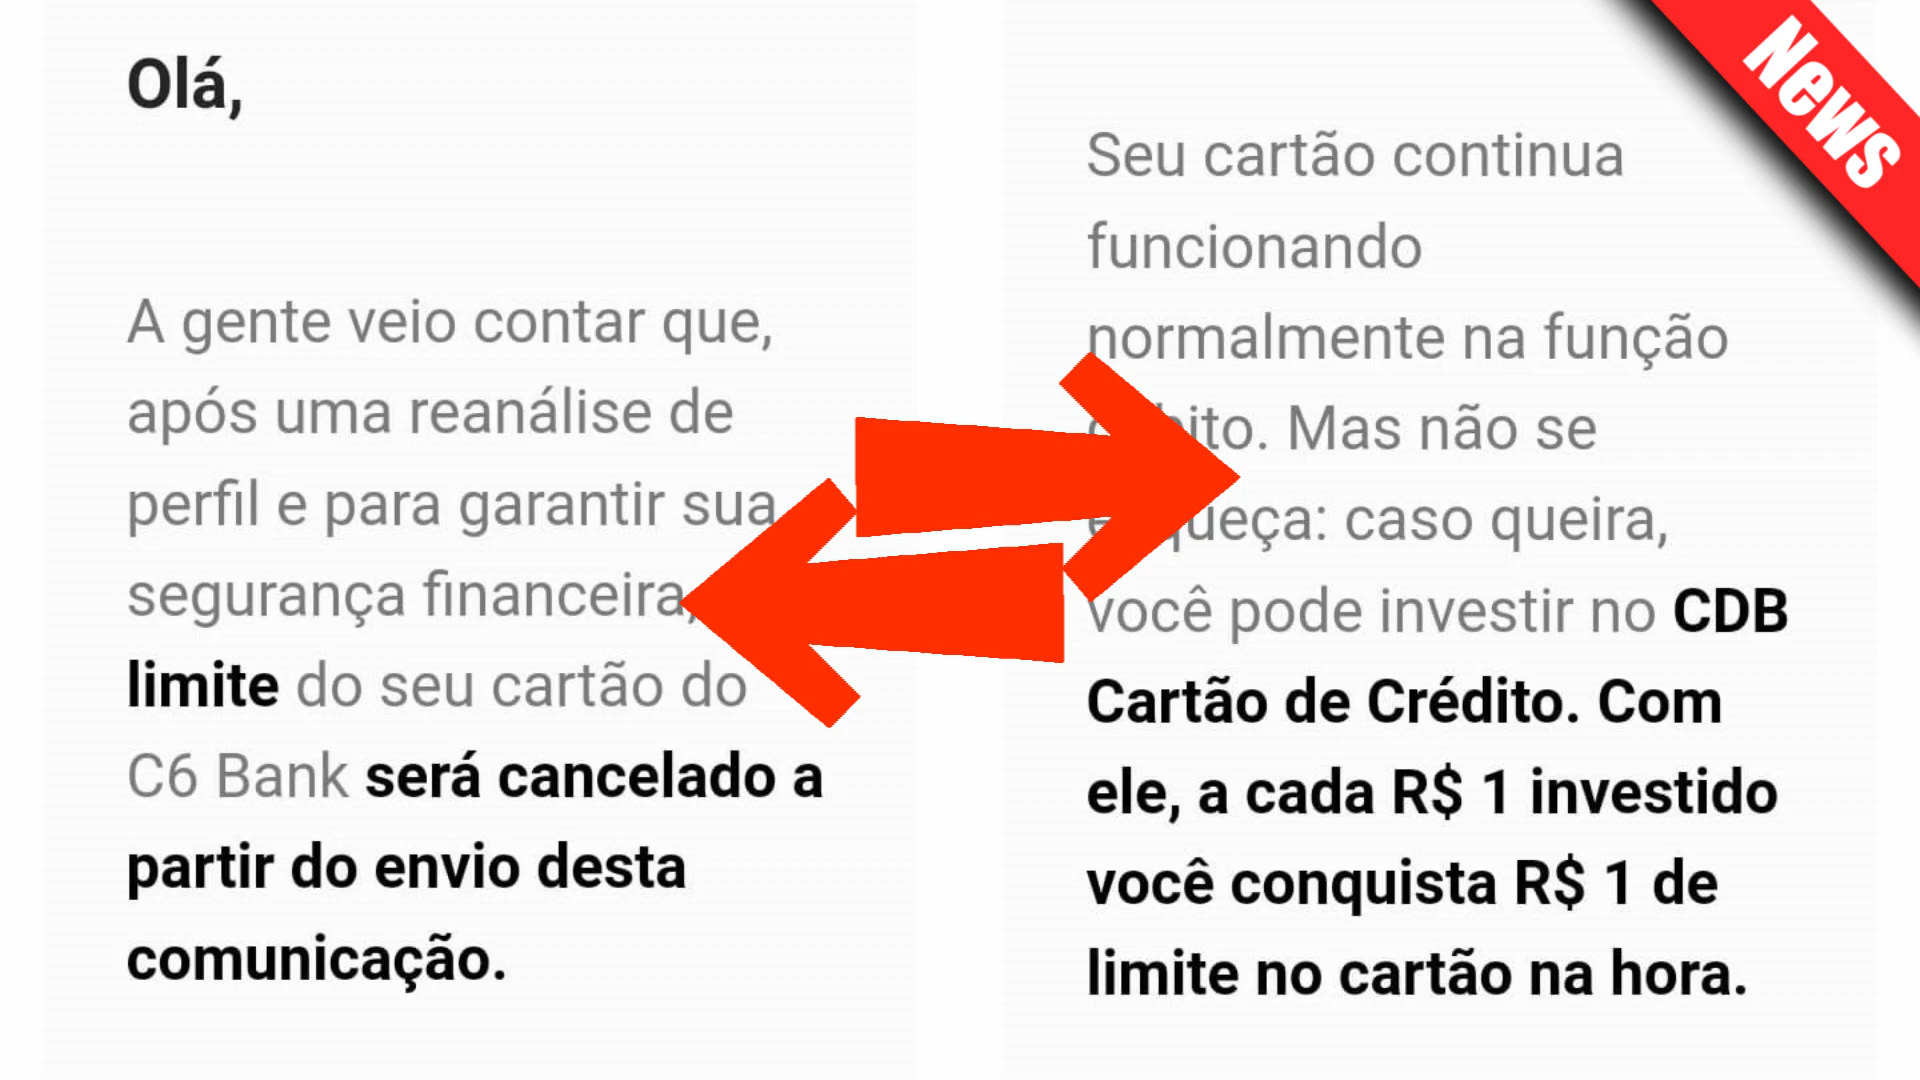 Olá,
A gente veio contar que,
após uma reanálise de
perfil e para garantir sua
segurança financeira,
limite do seu cartão do
C6 Bank será cancelado a
partir do envio desta
comunicação.
Seu cartão continua
funcionando
normalmente na função
Mas não se
caso queira,
você pode investir no CDB
Cartão de Crédito. Com
ele, a cada R$ 1 investido
você conquista R$ 1 de
limite no cartão na hora.
News